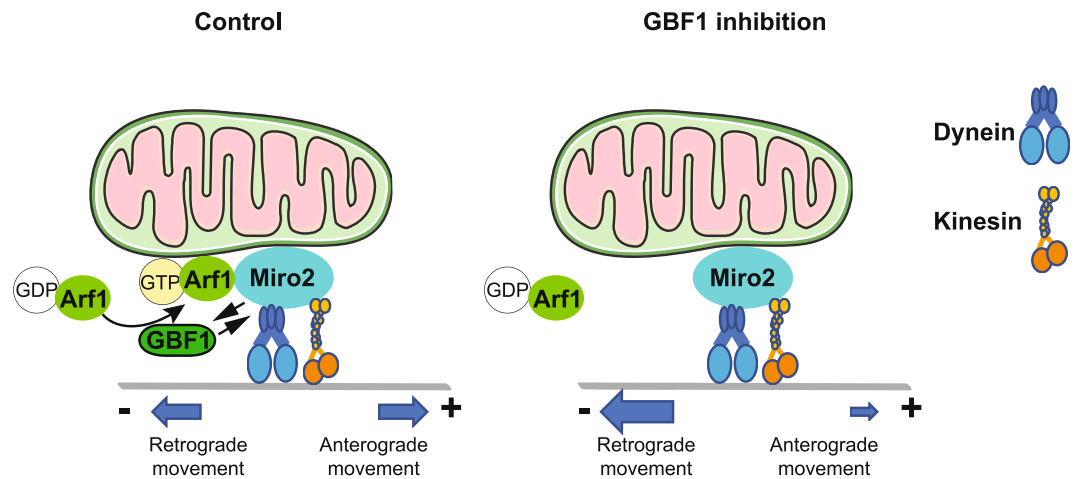 Control
GBF1 inhibition
Dynein
Kinesin
GDP
Arf1
GTP
Arf1
Miro2
GBF1
-
+
Retrograde
movement
Anterograde
movement
GDP
Arf1
Miro2
-
+
Retrograde
movement
Anterograde
movement